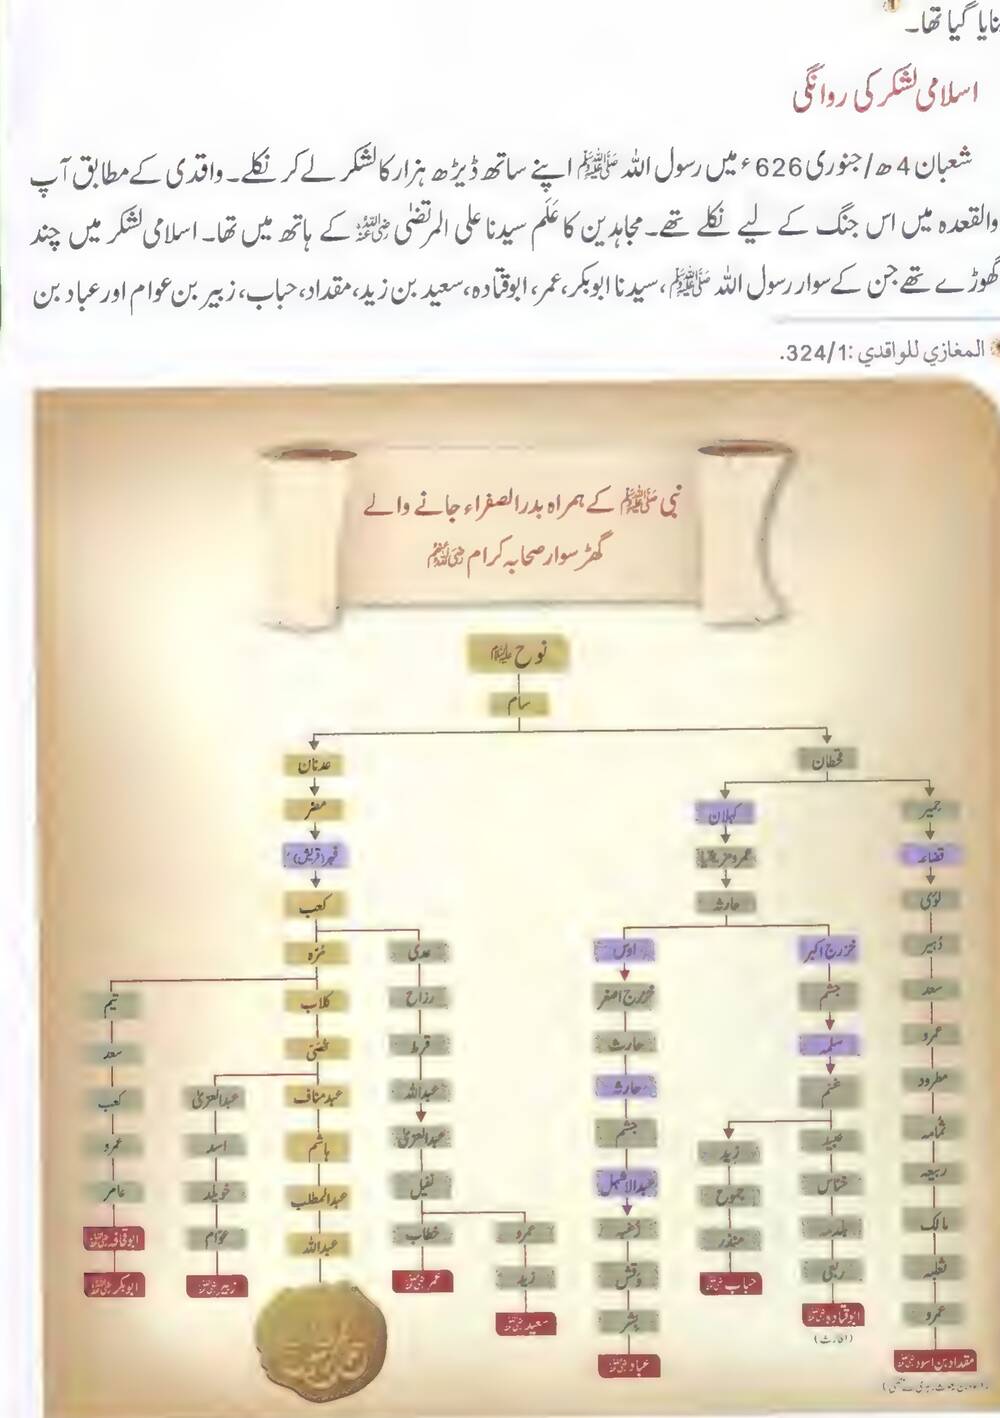 گیا تھا۔
اسلامی لشکر کی روانگی
شعبان 4ھ/جنوری 626ء میں رسول اللہ ﷺ اپنے ساتھ ڈیڑھ ہزار کا لشکر لے کر نکلے۔ واقدی کے مطابق آپ
والقعدہ میں اس جنگ کے لیے نکلے تھے۔ مجاہدین کا عَلَم سیدنا علی المرتضیٰ رضی اللہ عنہ کے ہاتھ میں تھا۔ اسلامی لشکر میں چند
گھوڑے تھے جن کے سوار رسول اللہ ﷺ، سیدنا ابوبکر، عمر، ابوقتادہ، سعید بن زید، مقداد، حباب، زبیر بن عوام اور عباد بن
المغازي للواقدي: 324/1.
نبی ﷺ کے ہمراہ بدر الصفراء جانے والے
گھڑ سوار صحابہ کرام رضی اللہ عنہم
نوح علیہ السلام
سام
قحطان
عدنان
حمیر
کہلان
مضر
قضاعہ
عمرو مزیقیا
فہر (قریش)
لؤی
حارثہ
کعب
زہیر
خزرج اکبر
اوس
عدی
مُرّہ
سعد
جشم
خزرج اصغر
رزاح
کلاب
تیم
عمرو
سلمہ
حارث
قرط
قصَی
سعد
مطرود
غنم
حارثہ
عبداللہ
عبد مناف
عبدالعزیٰ
کعب
ثمامہ
عبید
زید
جشم
عبدالعزیٰ
ہاشم
اسد
عمرو
ربیعہ
خناس
جموح
عبدالاشہل
نفیل
عبدالمطلب
خویلد
عامر
مالک
بلدمہ
منذر
زغبہ
عمرو
خطاب
عبداللہ
عوّام
ابوقحافہ رضی اللہ عنہ
ثعلبہ
ربعی
حباب رضی اللہ عنہ
وقش
زید
عمر رضی اللہ عنہ
زبیر رضی اللہ عنہ
ابوبکر رضی اللہ عنہ
عمرو
ابوقتادہ رضی اللہ عنہ
(حارث)
بشر
سعید رضی اللہ عنہ
مقداد بن اسود رضی اللہ عنہ
عباد رضی اللہ عنہ